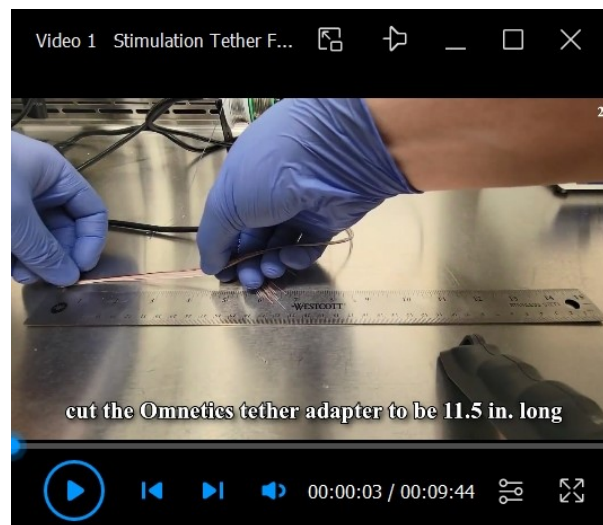 Video 1 Stimulation Tether F...
2
WESTCOTT
cut the Omnetics tether adapter to be 11.5 in. long
00:00:03 / 00:09:44